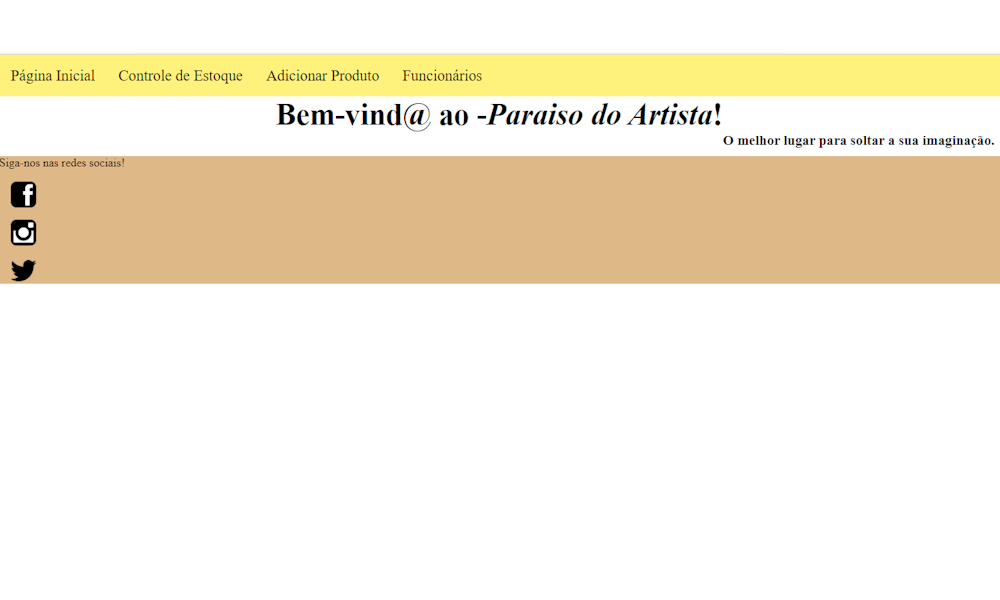 Página Inicial Controle de Estoque Adicionar Produto Funcionários
Bem-vind@ ao -Paraiso do Artista!
O melhor lugar para soltar a sua imaginação.
Siga-nos nas redes sociais!